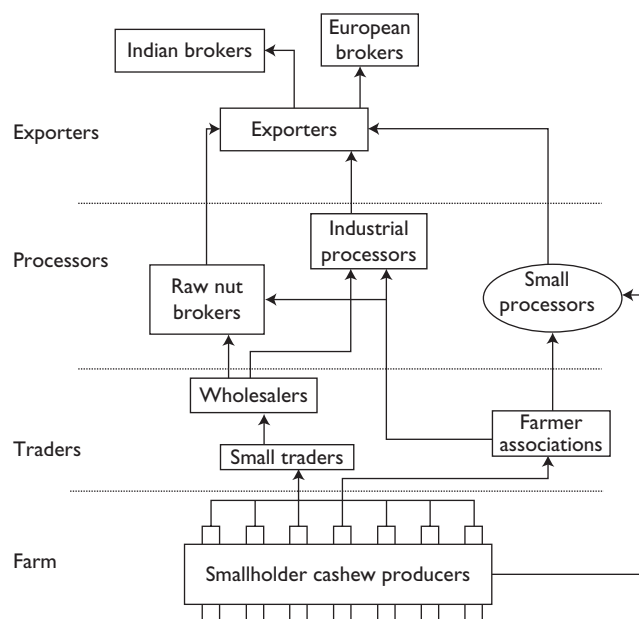 European
brokers
Indian brokers
Exporters
Exporters
Industrial
processors
Processors
Raw nut
brokers
Small
processors
Wholesalers
Farmer
associations
Traders
Small traders
Farm
Smallholder cashew producers